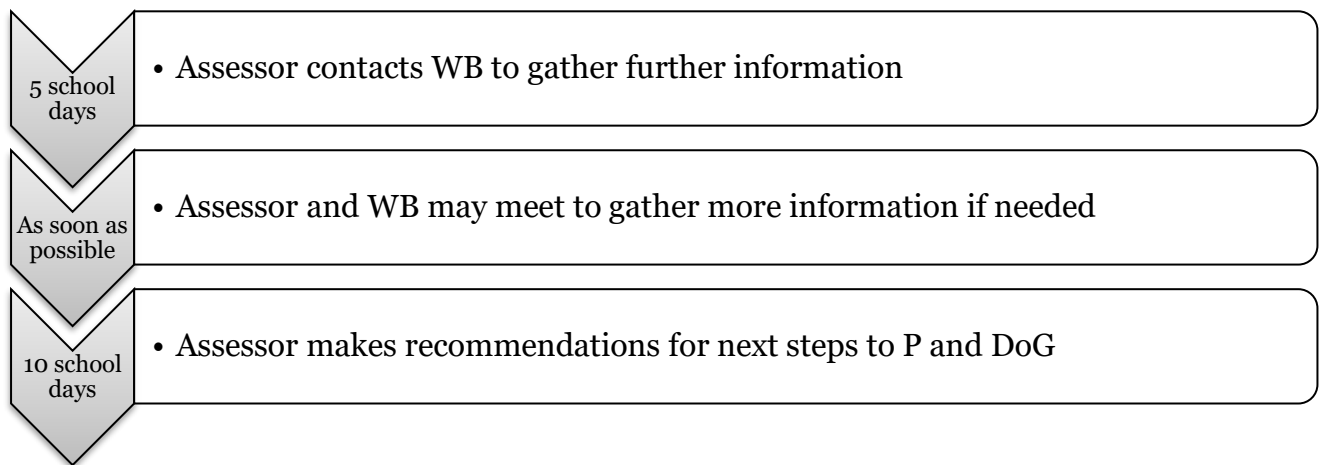 5 school
days
• Assessor contacts WB to gather further information
As soon as
possible
• Assessor and WB may meet to gather more information if needed
10 school
days
• Assessor makes recommendations for next steps to P and DoG